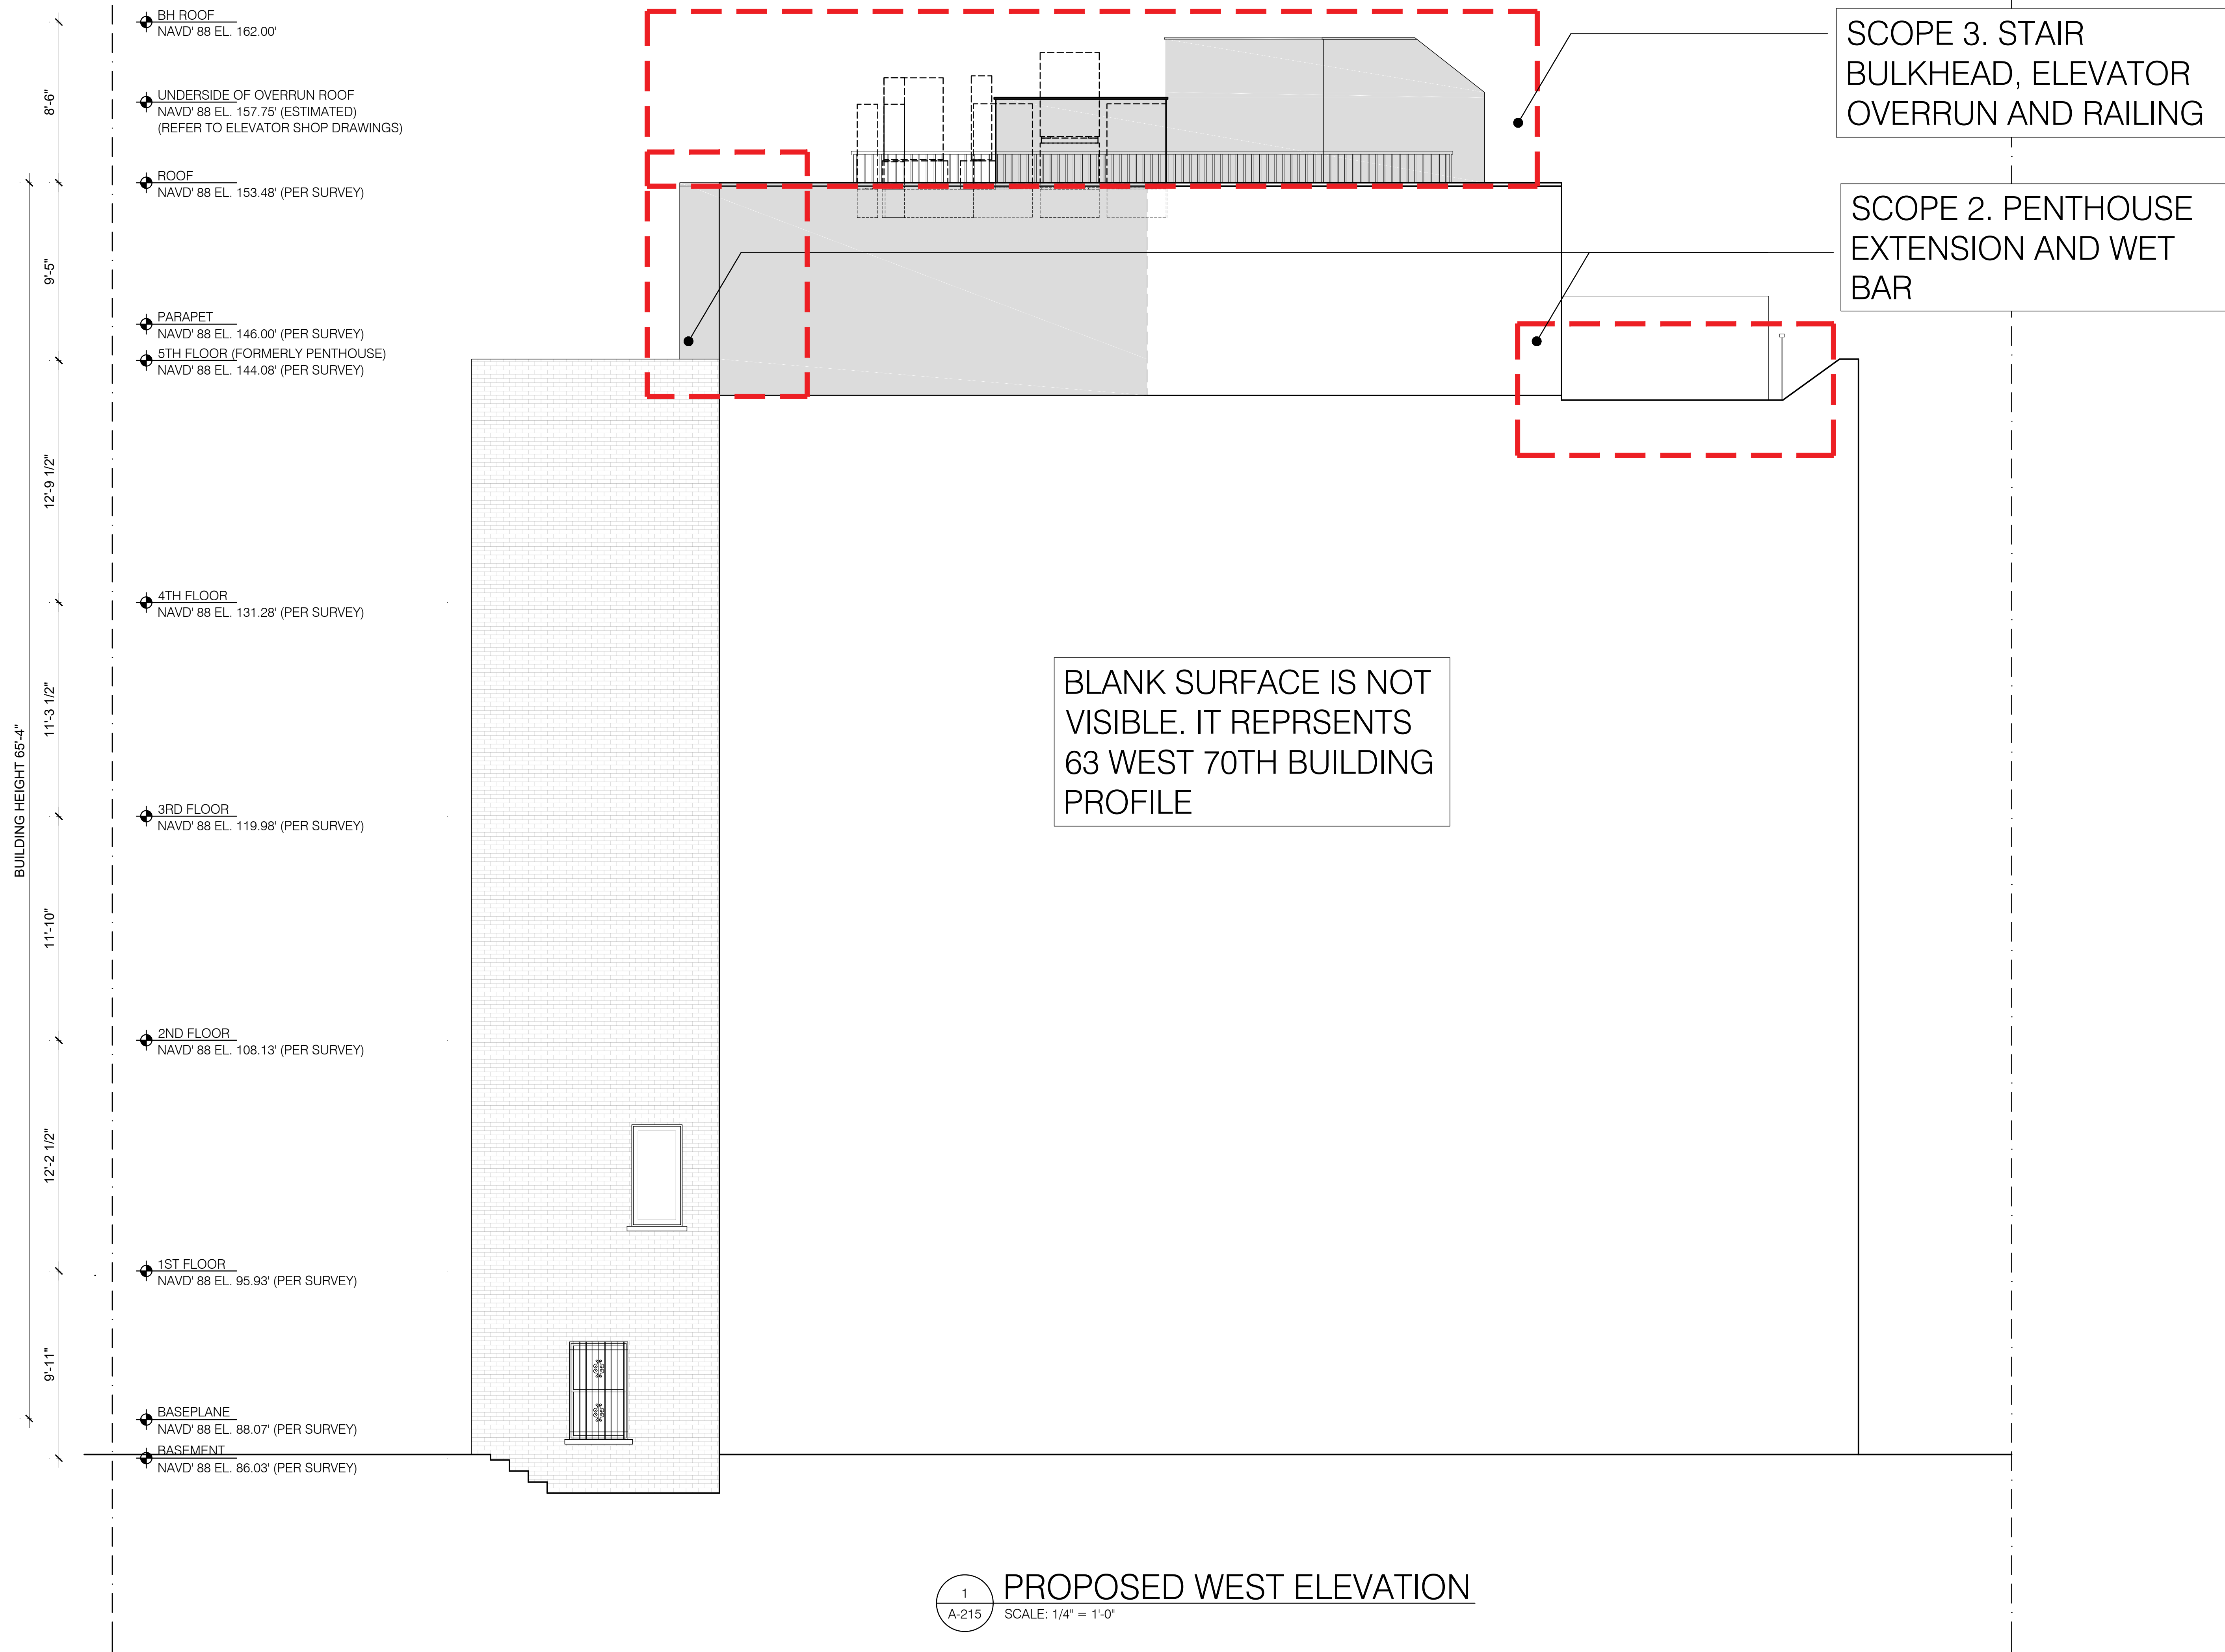 BH ROOF
NAVD' 88 EL. 162.00'
UNDERSIDE OF OVERRUN ROOF
NAVD' 88 EL. 157.75' (ESTIMATED)
(REFER TO ELEVATOR SHOP DRAWINGS)
ROOF
NAVD' 88 EL. 153.48' (PER SURVEY)
PARAPET
NAVD' 88 EL. 146.00' (PER SURVEY)
5TH FLOOR (FORMERLY PENTHOUSE)
NAVD' 88 EL. 144.08' (PER SURVEY)
4TH FLOOR
NAVD' 88 EL. 131.28' (PER SURVEY)
3RD FLOOR
NAVD' 88 EL. 119.98' (PER SURVEY)
2ND FLOOR
NAVD' 88 EL. 108.13' (PER SURVEY)
1ST FLOOR
NAVD' 88 EL. 95.93' (PER SURVEY)
BASEPLANE
NAVD' 88 EL. 88.07' (PER SURVEY)
BASEMENT
NAVD' 88 EL. 86.03' (PER SURVEY)
8'-6"
9'-5"
12'-9 1/2"
11'-3 1/2"
11'-10"
12'-2 1/2"
9'-11"
BUILDING HEIGHT 65'-4"
SCOPE 3. STAIR
BULKHEAD, ELEVATOR
OVERRUN AND RAILING
SCOPE 2. PENTHOUSE
EXTENSION AND WET
BAR
BLANK SURFACE IS NOT
VISIBLE. IT REPRSENTS
63 WEST 70TH BUILDING
PROFILE
1
A-215
PROPOSED WEST ELEVATION
SCALE: 1/4" = 1'-0"